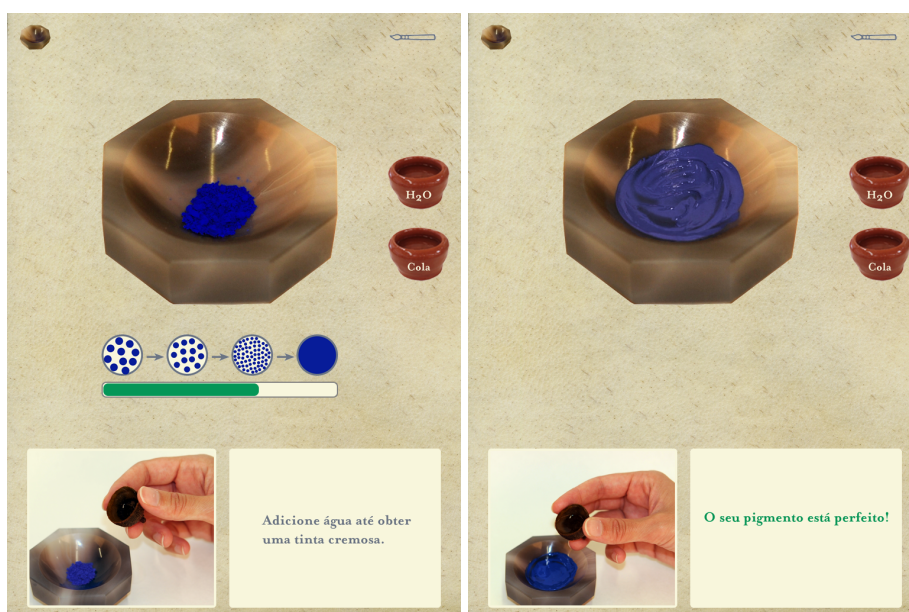 H₂O
Cola
Adicione água até obter
uma tinta cremosa.
H₂O
Cola
O seu pigmento está perfeito!